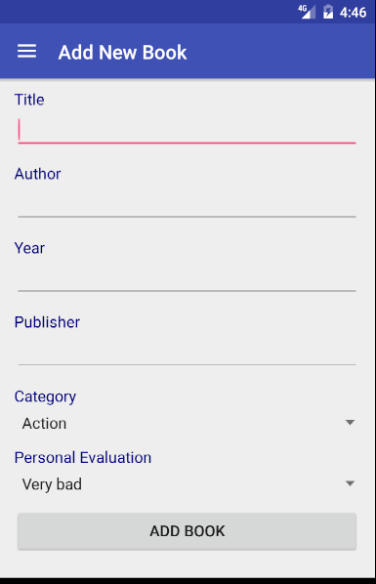 4G 4:46
Add New Book
Title
Author
Year
Publisher
Category
Action
Personal Evaluation
Very bad
ADD BOOK